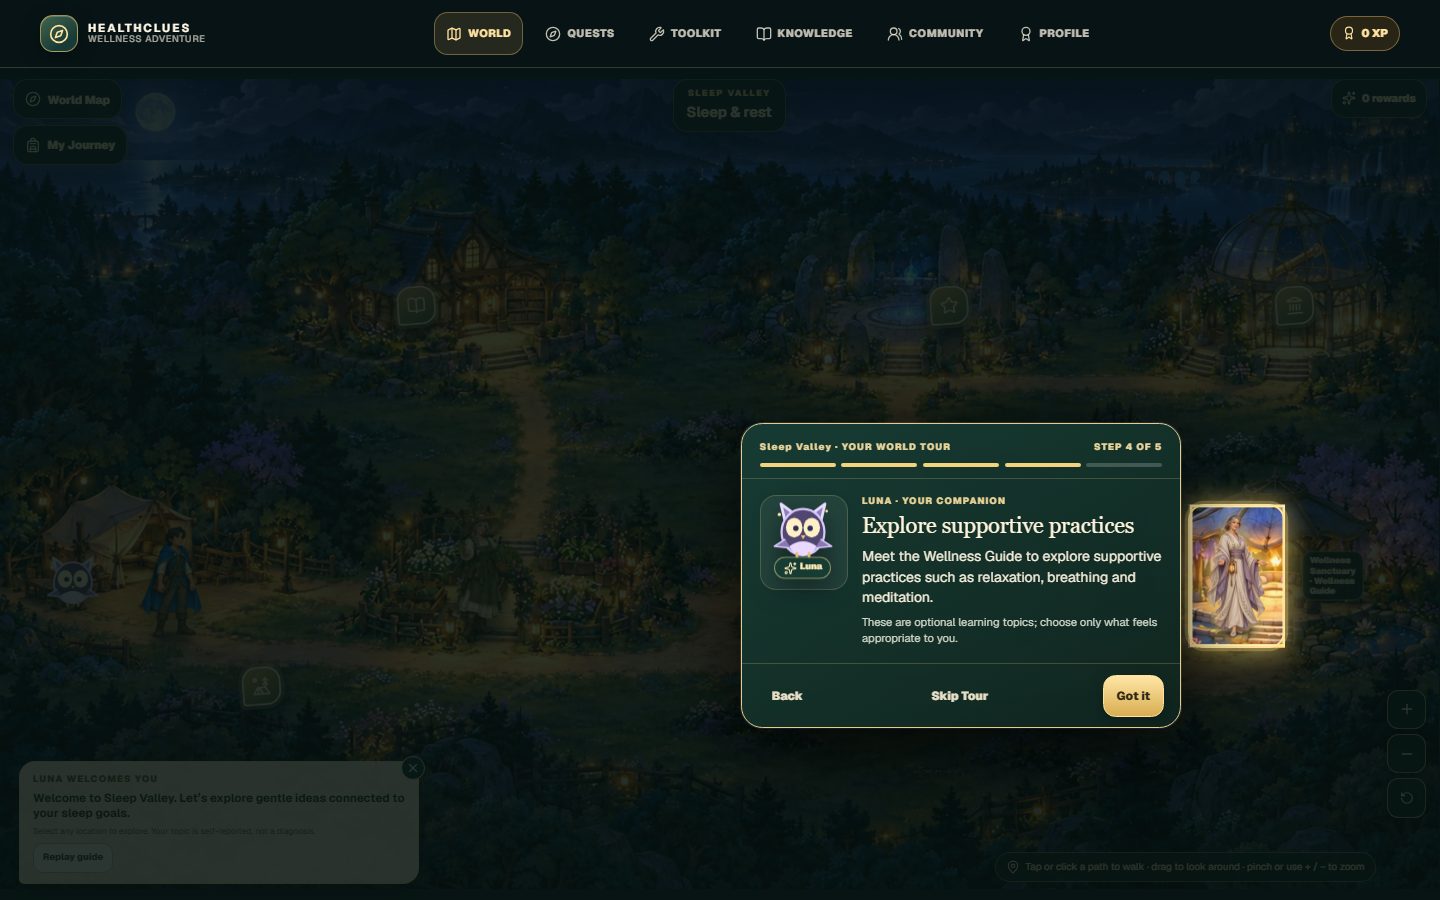 HEALTHCLUES
WELLNESS ADVENTURE
WORLD
QUESTS
TOOLKIT
KNOWLEDGE
COMMUNITY
PROFILE
0 XP
World Map
My Journey
SLEEP VALLEY
Sleep & rest
0 rewards
Sleep Valley · YOUR WORLD TOUR
STEP 4 OF 5
LUNA · YOUR COMPANION
Explore supportive practices
Meet the Wellness Guide to explore supportive
practices such as relaxation, breathing and
meditation.
These are optional learning topics; choose only what feels
appropriate to you.
Luna
Back
Skip Tour
Got it
Wellness
Sanctuary
· Wellness
Guide
LUNA WELCOMES YOU
Welcome to Sleep Valley. Let's explore gentle ideas connected to
your sleep goals.
Select any location to explore. Your topic is self-reported, not a diagnosis.
Replay guide
Tap or click a path to walk · drag to look around · pinch or use + / − to zoom